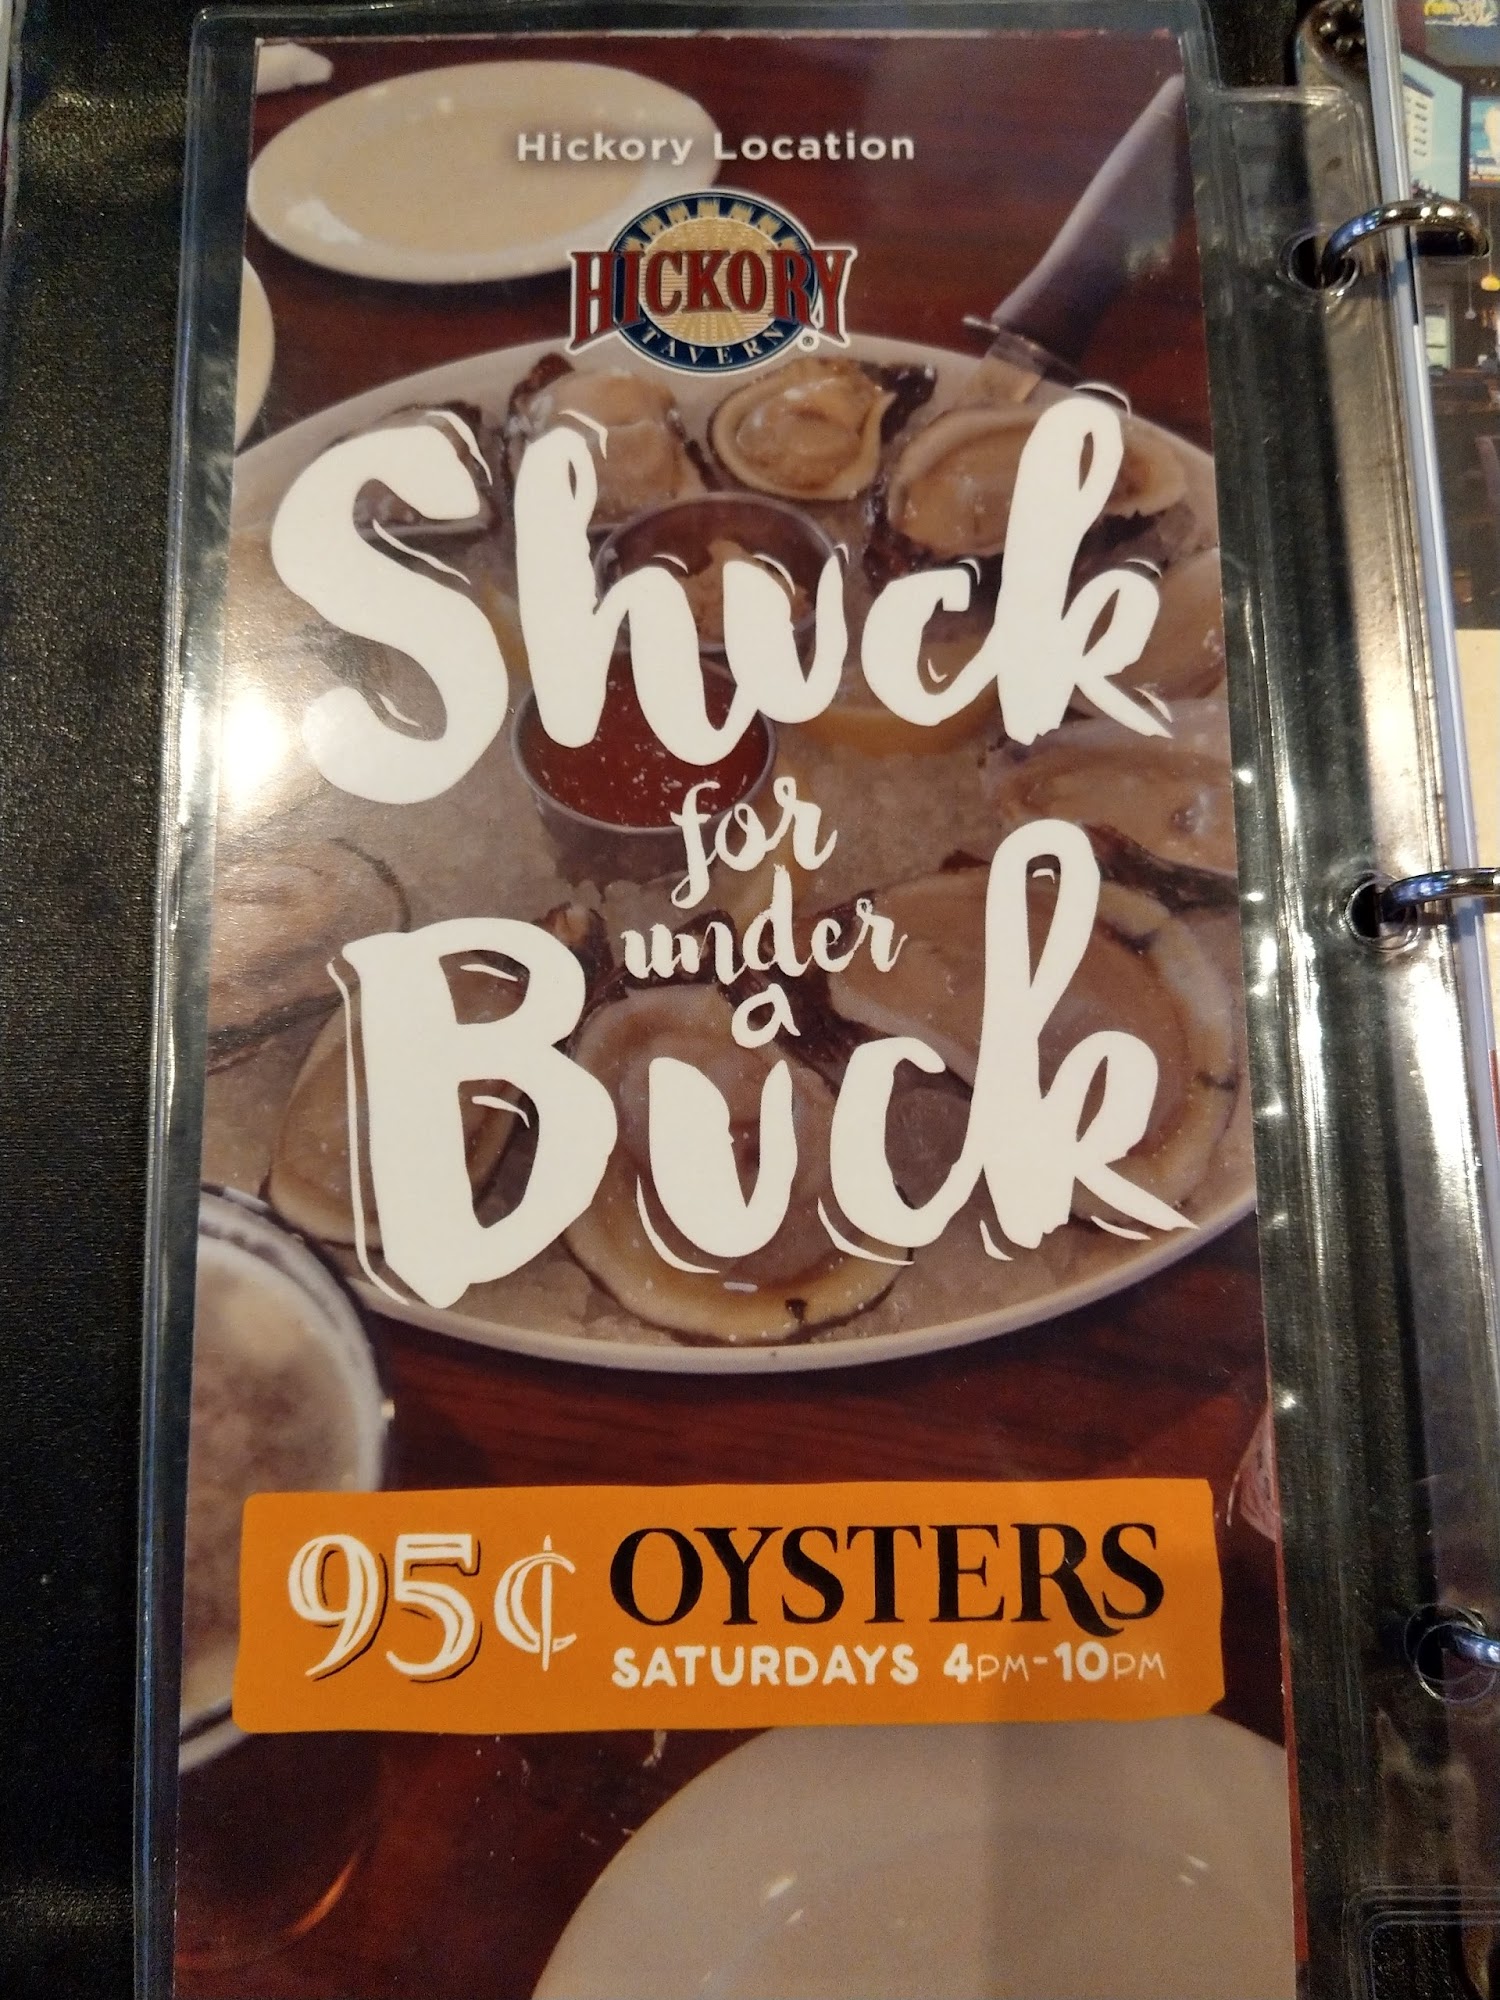 Hickory Location
HICKORY
TAVERN®
Shuck
for
under
a
Buck
95¢ OYSTERS
SATURDAYS 4PM-10PM